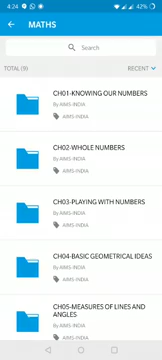 4:24 42%
MATHS
Search
TOTAL (9) RECENT
CH01-KNOWING OUR NUMBERS
By AIMS-INDIA
AIMS-INDIA
CH02-WHOLE NUMBERS
By AIMS-INDIA
AIMS-INDIA
CH03-PLAYING WITH NUMBERS
By AIMS-INDIA
AIMS-INDIA
CH04-BASIC GEOMETRICAL IDEAS
By AIMS-INDIA
AIMS-INDIA
CH05-MEASURES OF LINES AND
ANGLES
By AIMS-INDIA